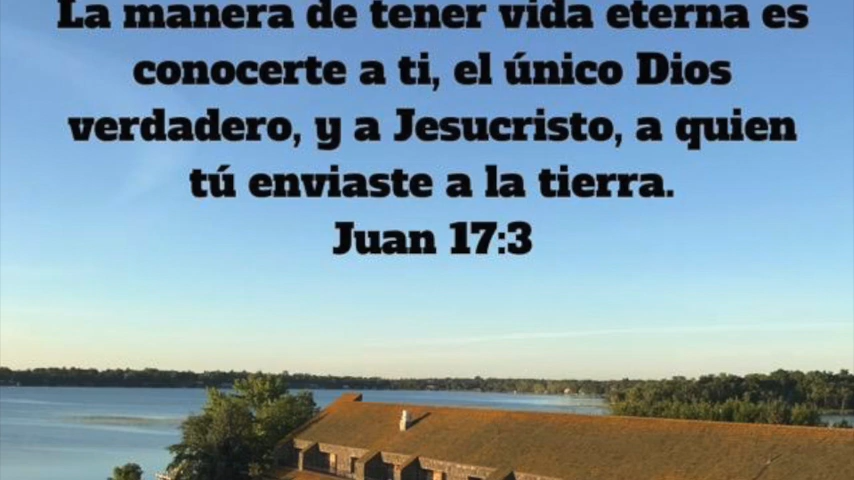 La manera de tener vida eterna es
conocerte a ti, el único Dios
verdadero, y a Jesucristo, a quien
tú enviaste a la tierra.
Juan 17:3